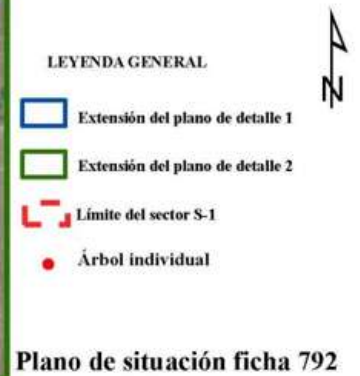 N
LEYENDA GENERAL
Extensión del plano de detalle 1
Extensión del plano de detalle 2
Límite del sector S-1
Árbol individual
Plano de situación ficha 792